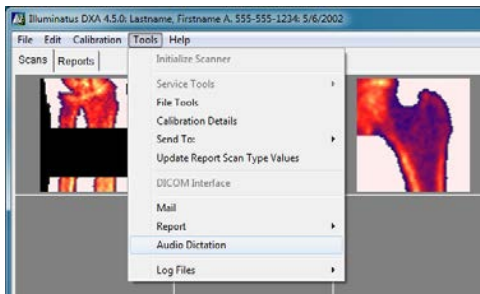 Illuminatus DXA 4.5.0: Lastname, Firstname A. 555-555-1234: 5/6/2002
File Edit Calibration Tools Help
Scans Reports
Initialize Scanner
Service Tools
File Tools
Calibration Details
Send To:
Update Report Scan Type Values
DICOM Interface
Mail
Report
Audio Dictation
Log Files